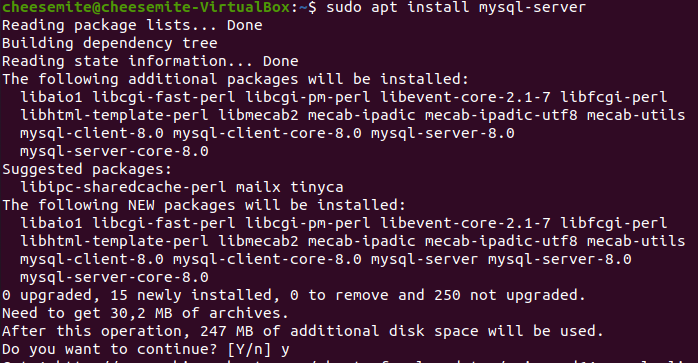 cheesemite@cheesemite-VirtualBox:~$ sudo apt install mysql-server
Reading package lists... Done
Building dependency tree
Reading state information... Done
The following additional packages will be installed:
  libaio1 libcgi-fast-perl libcgi-pm-perl libevent-core-2.1-7 libfcgi-perl
  libhtml-template-perl libmecab2 mecab-ipadic mecab-ipadic-utf8 mecab-utils
  mysql-client-8.0 mysql-client-core-8.0 mysql-server-8.0
  mysql-server-core-8.0
Suggested packages:
  libipc-sharedcache-perl mailx tinyca
The following NEW packages will be installed:
  libaio1 libcgi-fast-perl libcgi-pm-perl libevent-core-2.1-7 libfcgi-perl
  libhtml-template-perl libmecab2 mecab-ipadic mecab-ipadic-utf8 mecab-utils
  mysql-client-8.0 mysql-client-core-8.0 mysql-server mysql-server-8.0
  mysql-server-core-8.0
0 upgraded, 15 newly installed, 0 to remove and 250 not upgraded.
Need to get 30,2 MB of archives.
After this operation, 247 MB of additional disk space will be used.
Do you want to continue? [Y/n] y